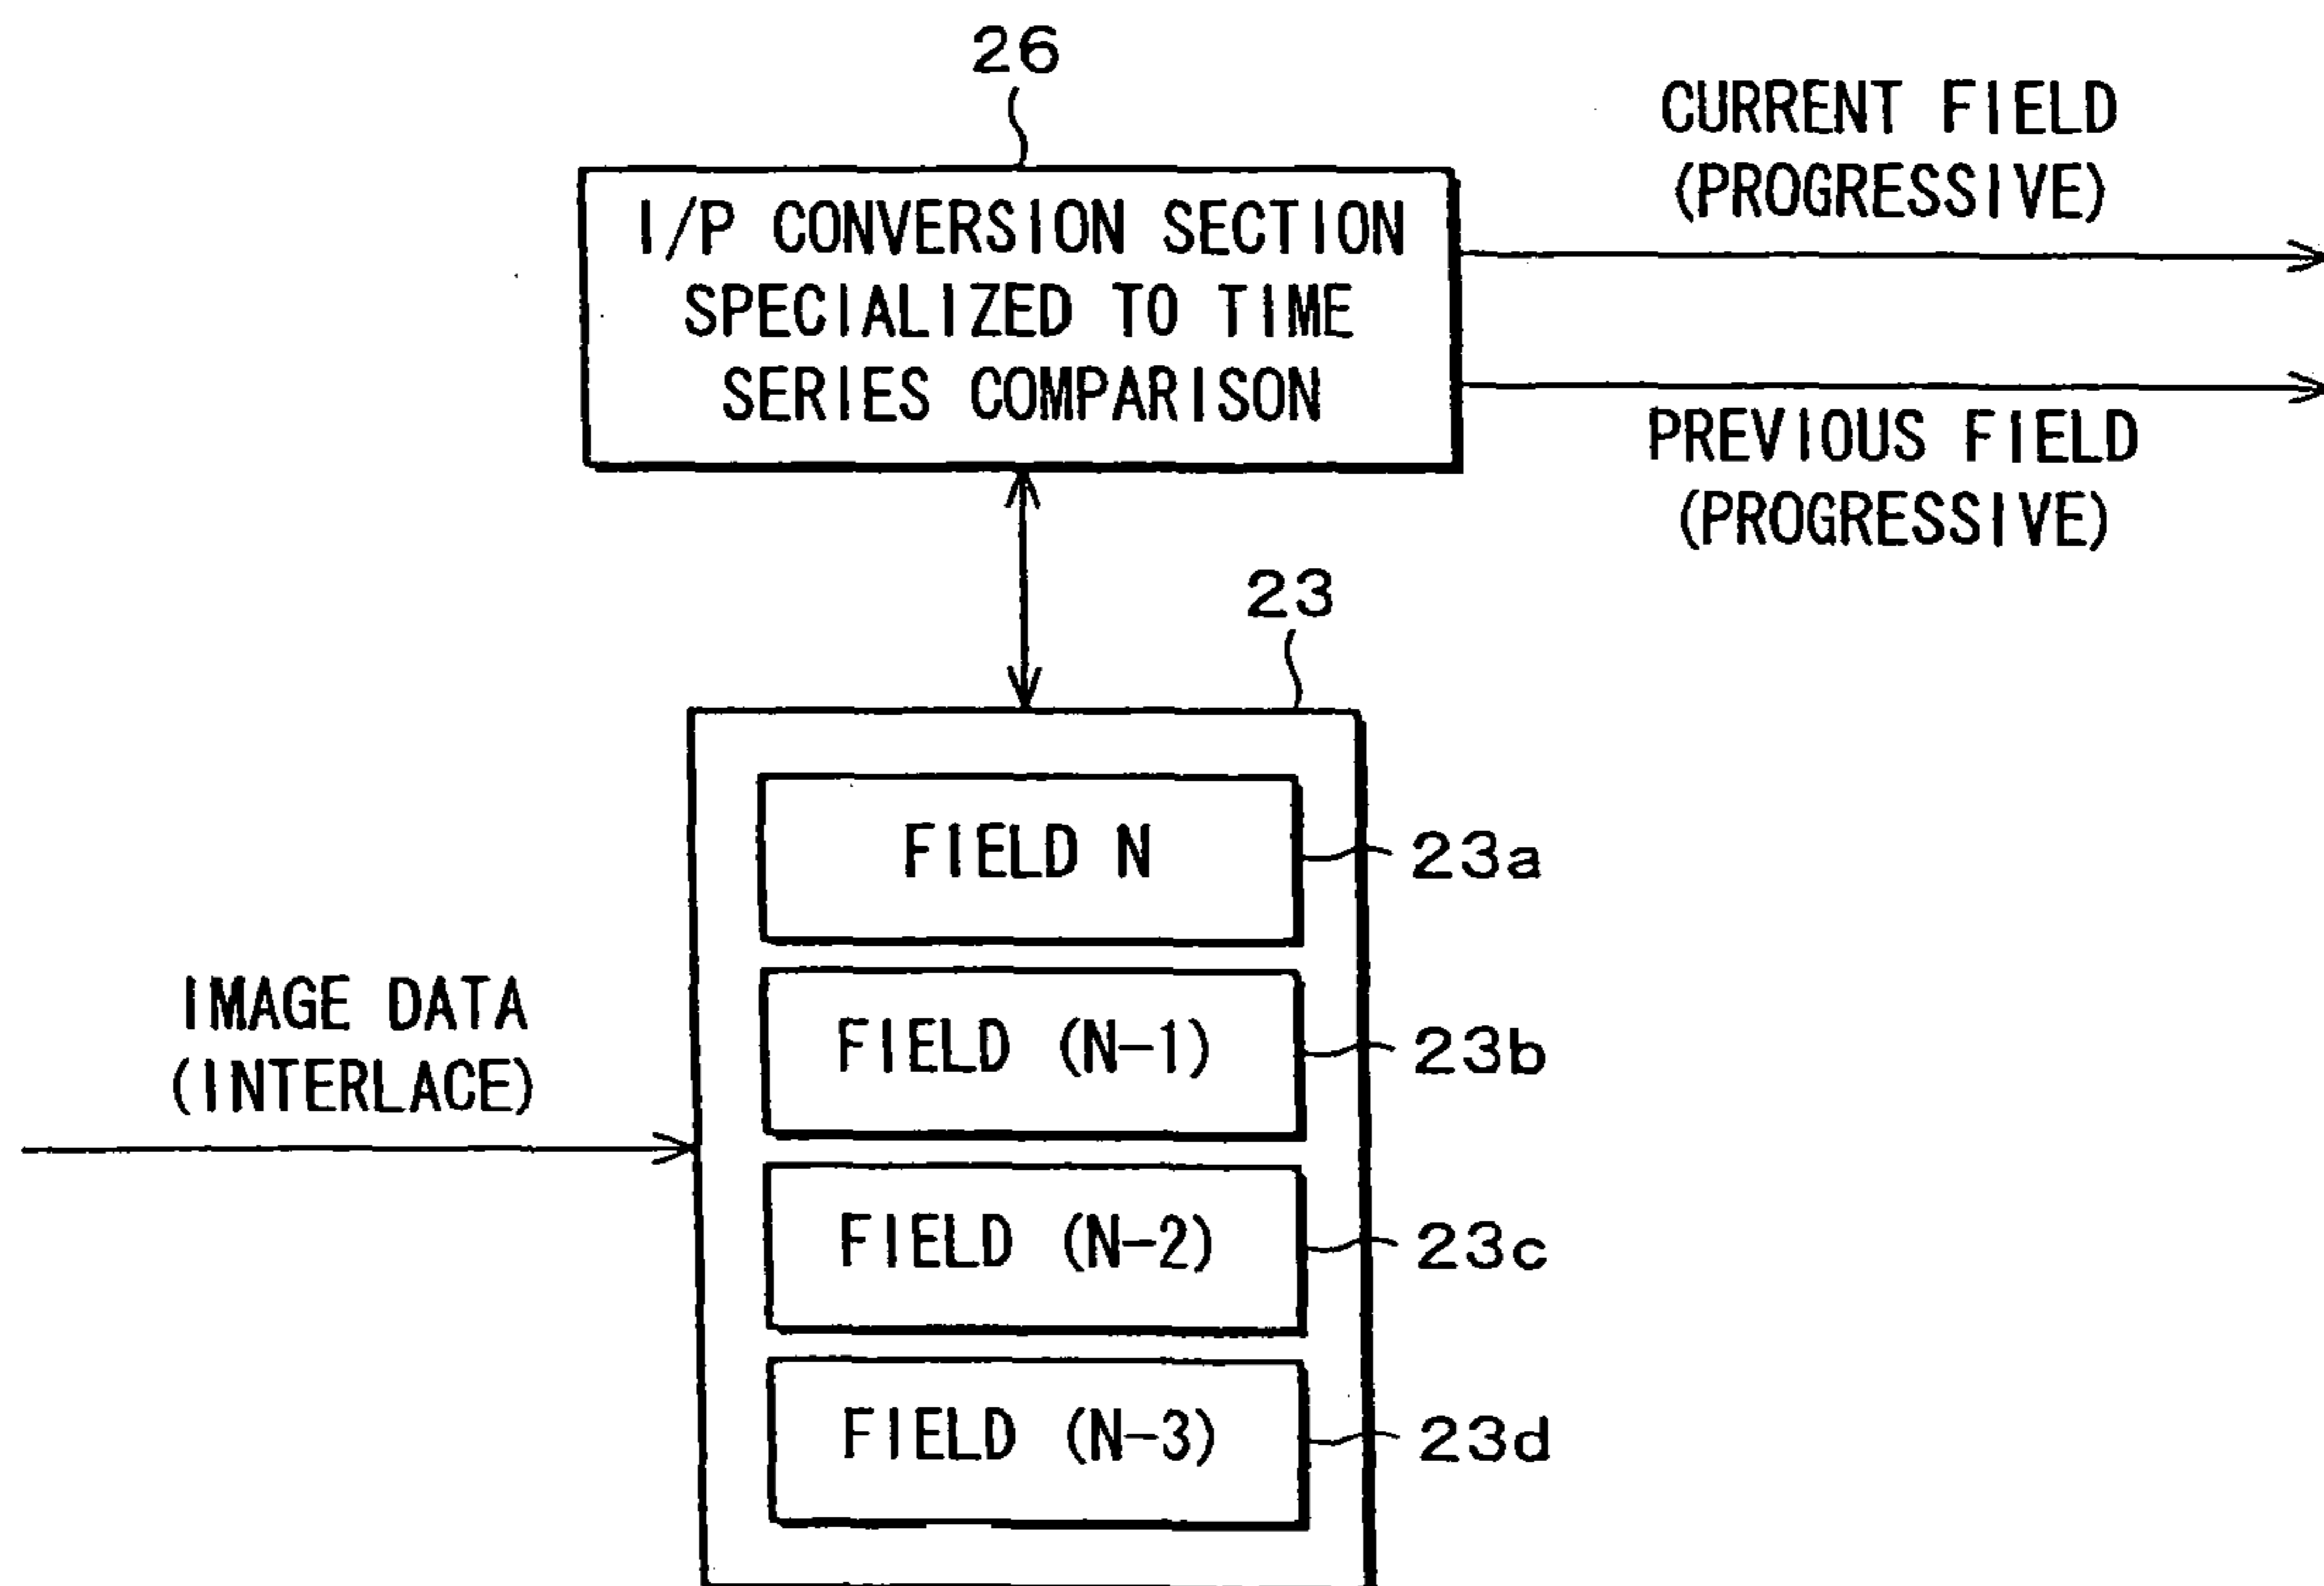 26
I/P CONVERSION SECTION
SPECIALIZED TO TIME
SERIES COMPARISON
CURRENT FIELD
(PROGRESSIVE)
PREVIOUS FIELD
(PROGRESSIVE)
23
FIELD N
23a
IMAGE DATA
(INTERLACE)
FIELD (N-1)
23b
FIELD (N-2)
23c
FIELD (N-3)
23d